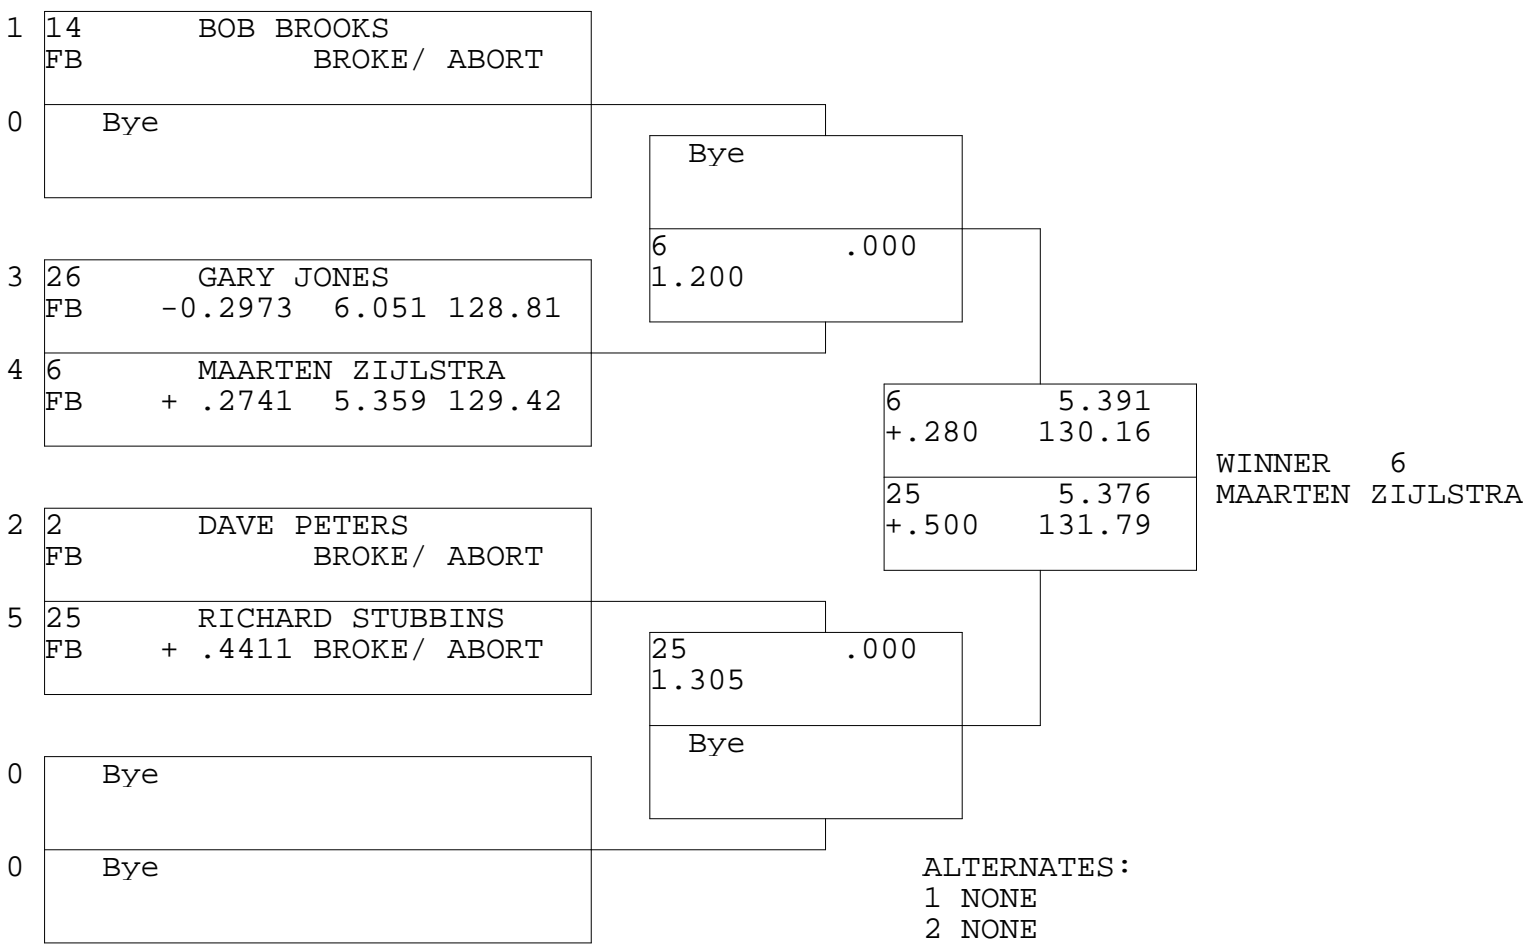 1 14 BOB BROOKS
FB BROKE/ ABORT
0 Bye
Bye
6 .000
1.200
3 26 GARY JONES
FB -0.2973 6.051 128.81
4 6 MAARTEN ZIJLSTRA
FB + .2741 5.359 129.42
6 5.391
+.280 130.16
25 5.376
+.500 131.79
WINNER 6
MAARTEN ZIJLSTRA
2 2 DAVE PETERS
FB BROKE/ ABORT
5 25 RICHARD STUBBINS
FB + .4411 BROKE/ ABORT
25 .000
1.305
Bye
0 Bye
0 Bye
ALTERNATES:
1 NONE
2 NONE